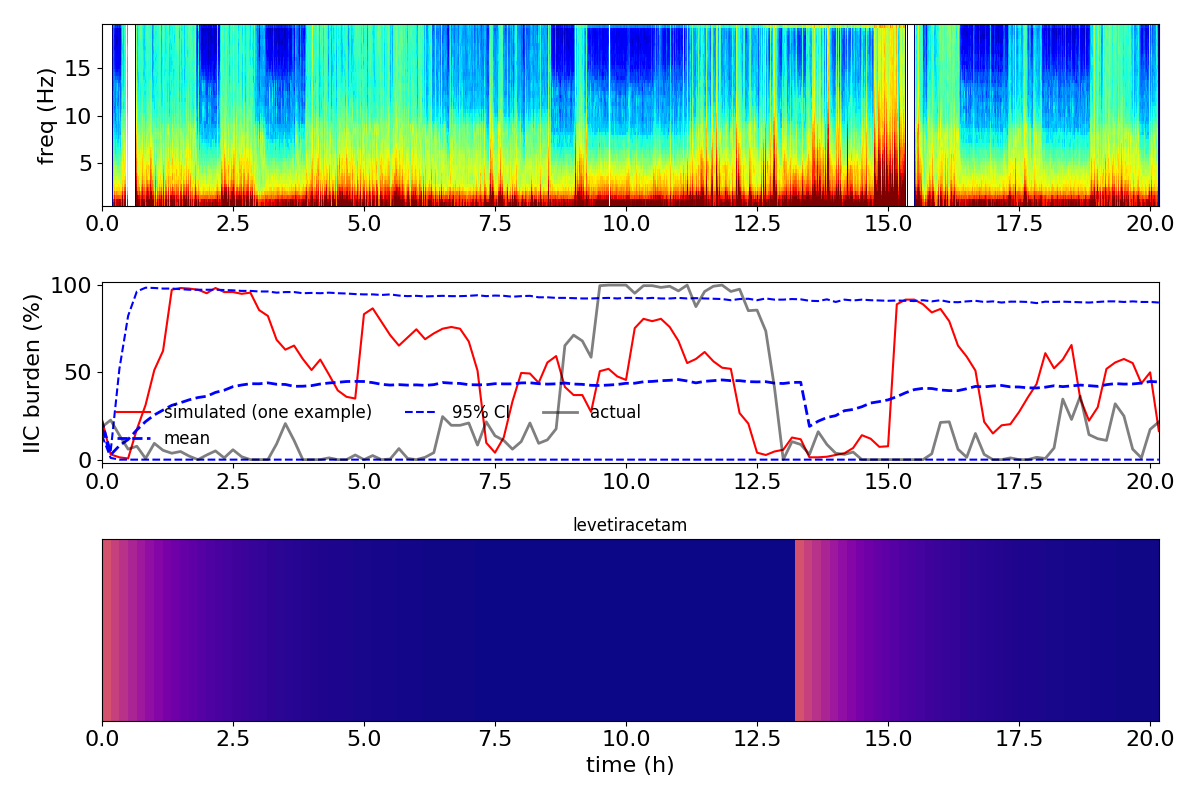 freq (Hz)
15
10
5
0.0 2.5 5.0 7.5 10.0 12.5 15.0 17.5 20.0
IIC burden (%)
100
50
0
simulated (one example) 95% CI actual
mean
0.0 2.5 5.0 7.5 10.0 12.5 15.0 17.5 20.0
levetiracetam
0.0 2.5 5.0 7.5 10.0 12.5 15.0 17.5 20.0
time (h)